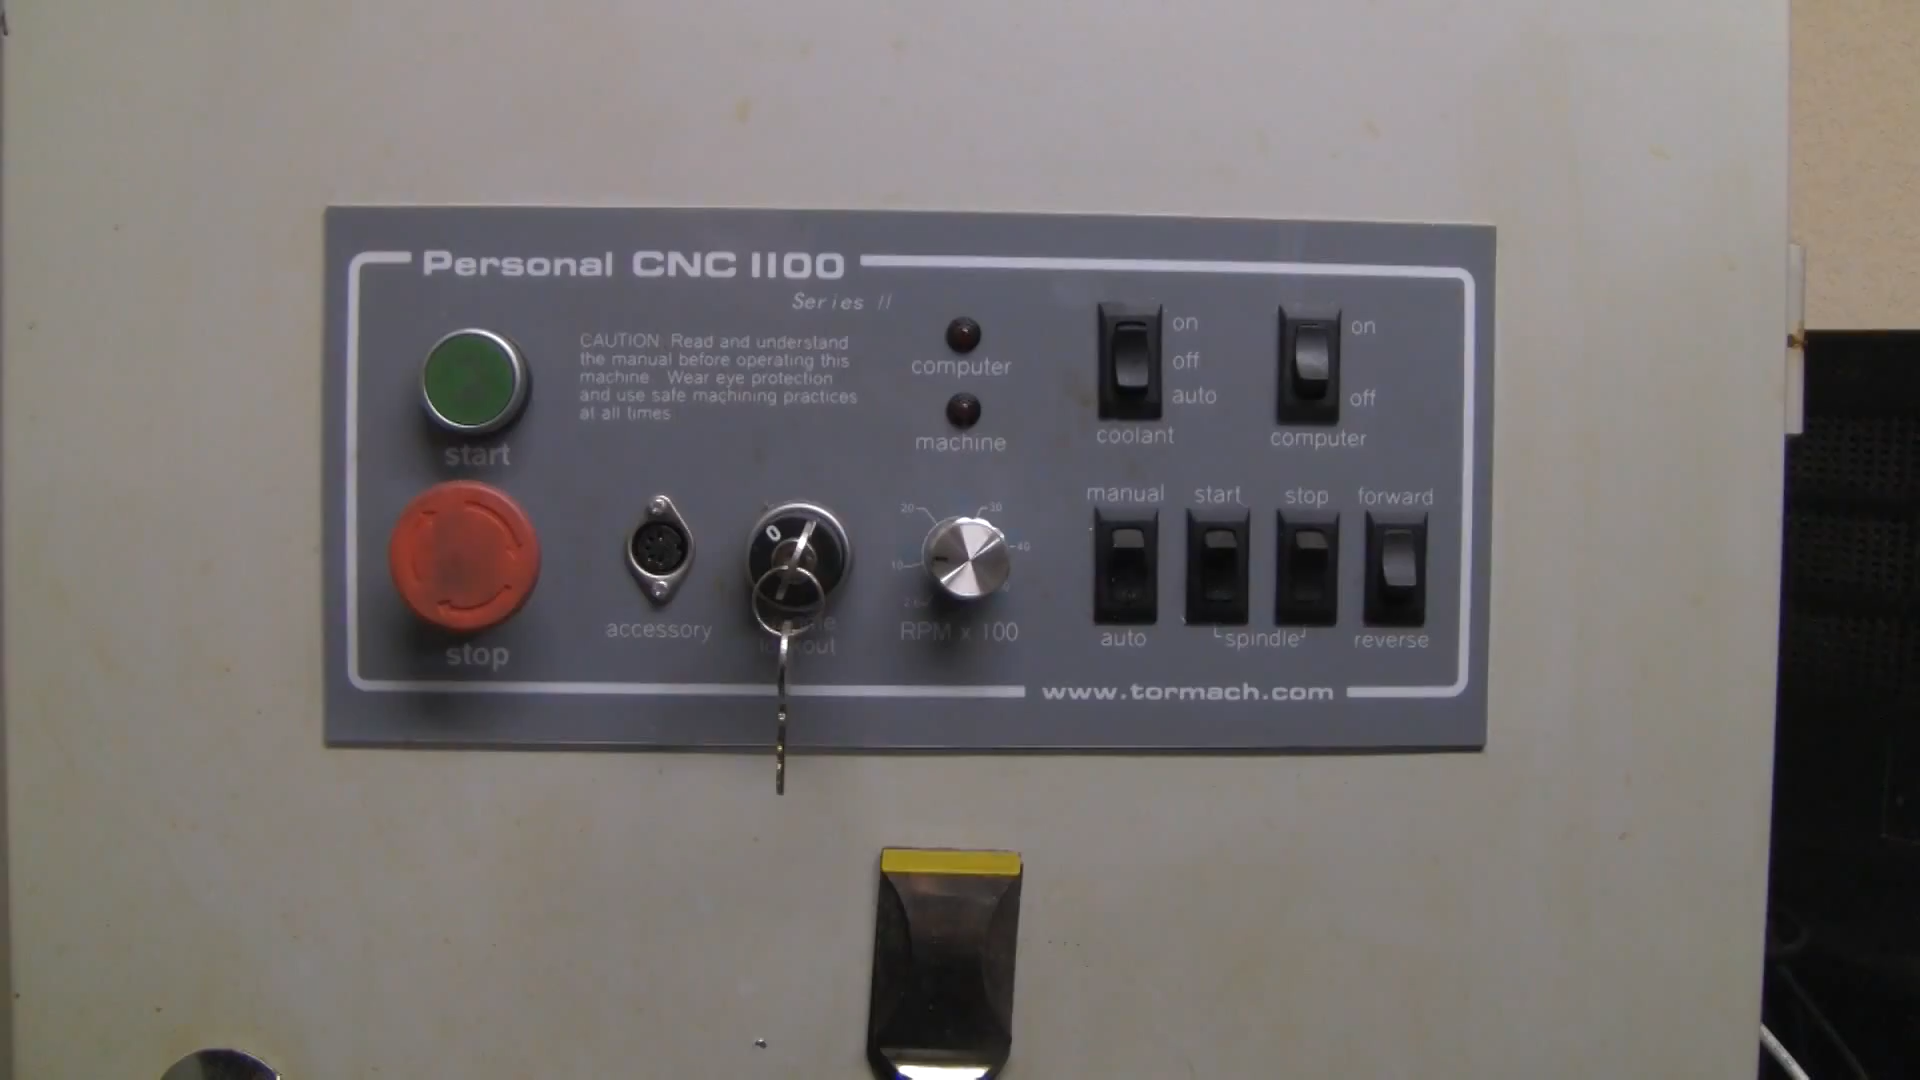 Personal CNC 1100
Series II
CAUTION: Read and understand
the manual before operating this
machine. Wear eye protection
and use safe machining practices
at all times
start
stop
accessory
0
out
computer
machine
on
off
auto
coolant
on
off
computer
20
30
10
40
RPM x 100
manual
start
stop
forward
auto
spindle
reverse
www.tormach.com